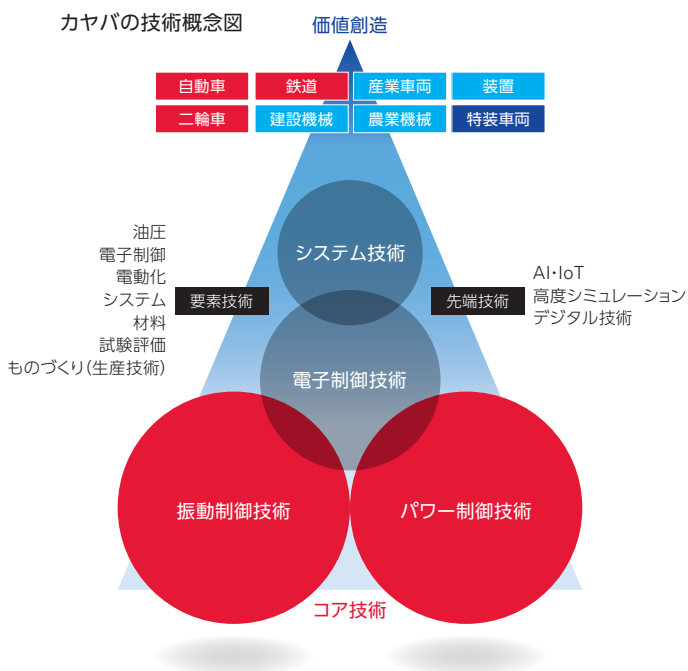 カヤバの技術概念図
価値創造
自動車
鉄道
産業車両
装置
二輪車
建設機械
農業機械
特装車両
システム技術
油圧
電子制御
電動化
システム
材料
試験評価
ものづくり(生産技術)
要素技術
先端技術
AI・IoT
高度シミュレーション
デジタル技術
電子制御技術
振動制御技術
パワー制御技術
コア技術